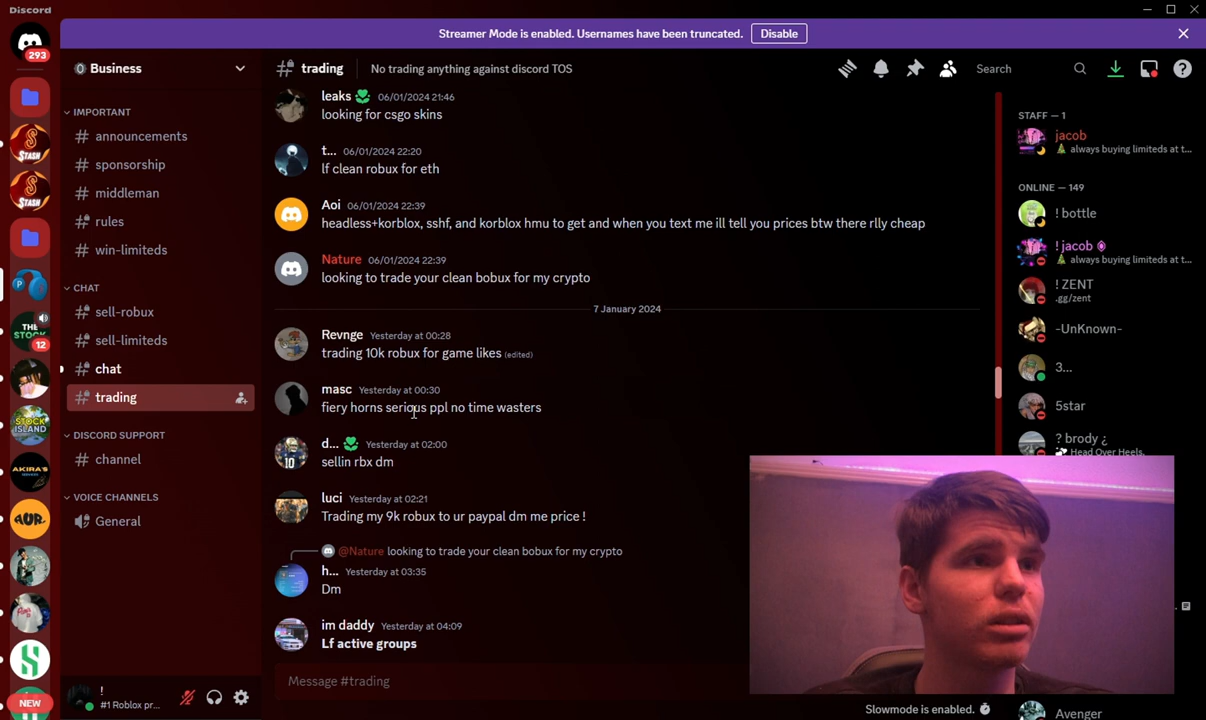 Discord
Streamer Mode is enabled. Usernames have been truncated. Disable
293
Business
# trading
No trading anything against discord TOS
Search
IMPORTANT
# announcements
# sponsorship
# middleman
# rules
# win-limiteds
CHAT
# sell-robux
# sell-limiteds
# chat
# trading
DISCORD SUPPORT
# channel
VOICE CHANNELS
General
STASH
STASH
THE STOCK
12
STOCK ISLAND
AKIRA'S
AUR.
NEW
!
#1 Roblox pr...
leaks 06/01/2024 21:46
looking for csgo skins
t... 06/01/2024 22:20
lf clean robux for eth
Aoi 06/01/2024 22:39
headless+korblox, sshf, and korblox hmu to get and when you text me ill tell you prices btw there rlly cheap
Nature 06/01/2024 22:39
looking to trade your clean bobux for my crypto
7 January 2024
Revnge Yesterday at 00:28
trading 10k robux for game likes (edited)
masc Yesterday at 00:30
fiery horns serious ppl no time wasters
d... Yesterday at 02:00
sellin rbx dm
10
luci Yesterday at 02:21
Trading my 9k robux to ur paypal dm me price !
@Nature looking to trade your clean bobux for my crypto
h... Yesterday at 03:35
Dm
im daddy Yesterday at 04:09
Lf active groups
Message #trading
Slowmode is enabled.
STAFF — 1
jacob
always buying limiteds at t...
ONLINE — 149
! bottle
! jacob
always buying limiteds at t...
! ZENT
.gg/zent
-UnKnown-
3...
5star
? brody ¿
Head Over Heels.
Avenger